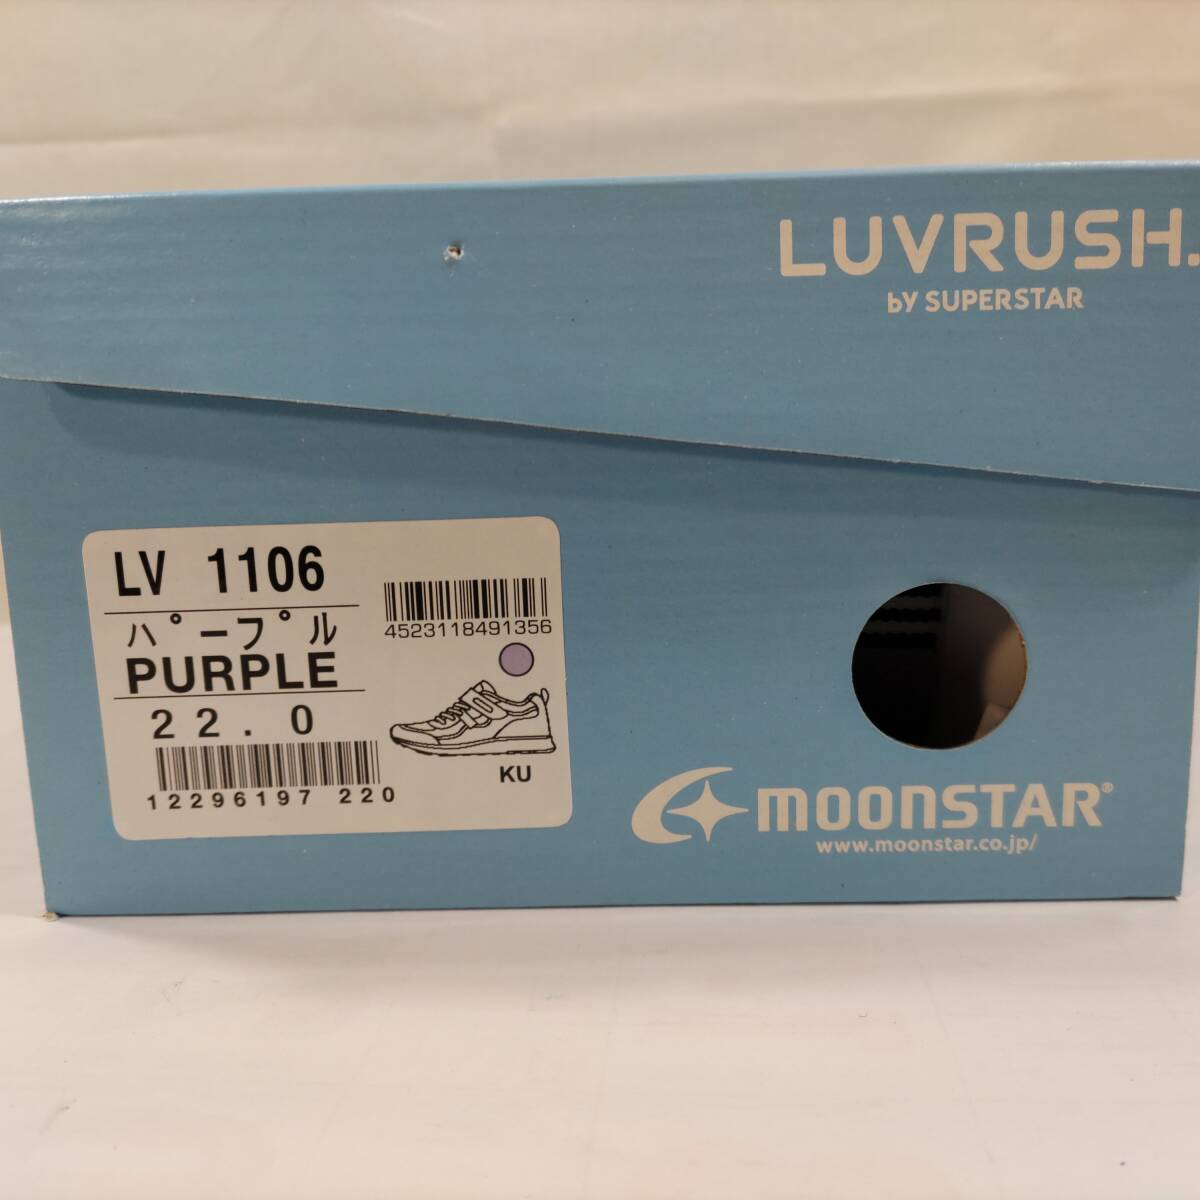 LUVRUSH.
by SUPERSTAR
LV 1106
パープル
PURPLE
22.0
12296197 220
4523118491356
KU
MOONSTAR®
www.moonstar.co.jp/